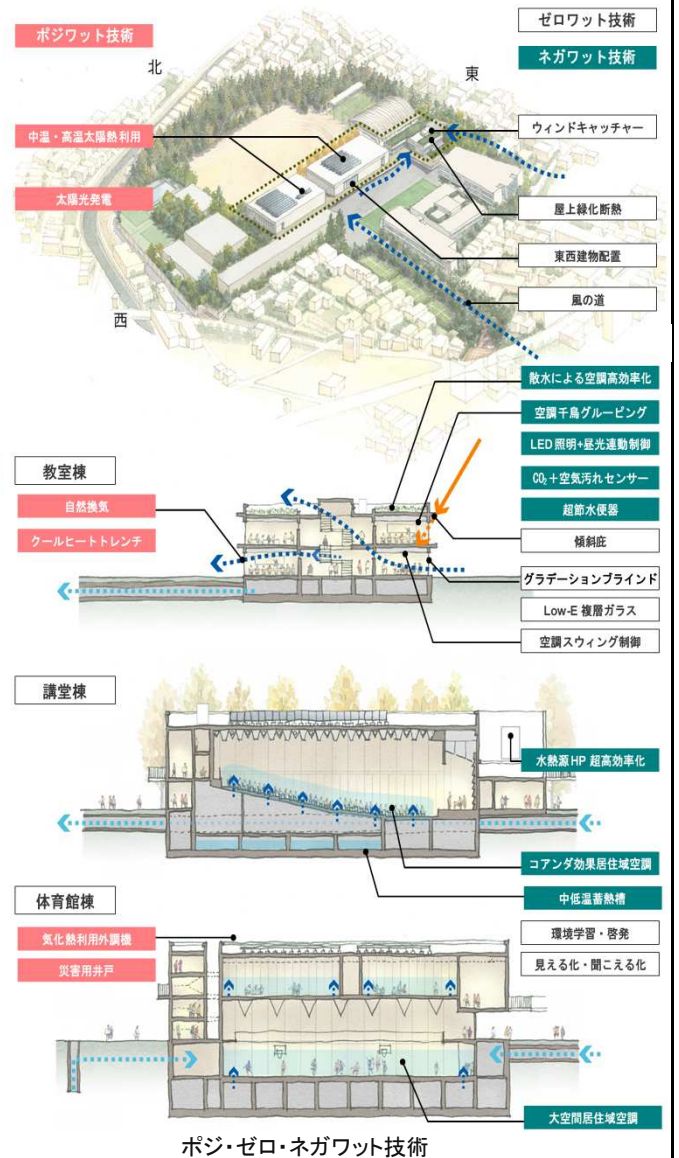 ポジワット技術
ゼロワット技術
ネガワット技術
北
東
中温・高温太陽熱利用
ウィンドキャッチャー
太陽光発電
屋上緑化断熱
東西建物配置
風の道
西
散水による空調高効率化
空調千鳥グルーピング
LED照明+昼光連動制御
CO₂+空気汚れセンサー
超節水便器
教室棟
自然換気
クールヒートトレンチ
傾斜庇
グラデーションブラインド
Low-E 複層ガラス
空調スウィング制御
講堂棟
水熱源HP 超高効率化
コアンダ効果居住域空調
中低温蓄熱槽
体育館棟
気化熱利用外調機
災害用井戸
環境学習・啓発
見える化・聞こえる化
大空間居住域空調
ポジ・ゼロ・ネガワット技術